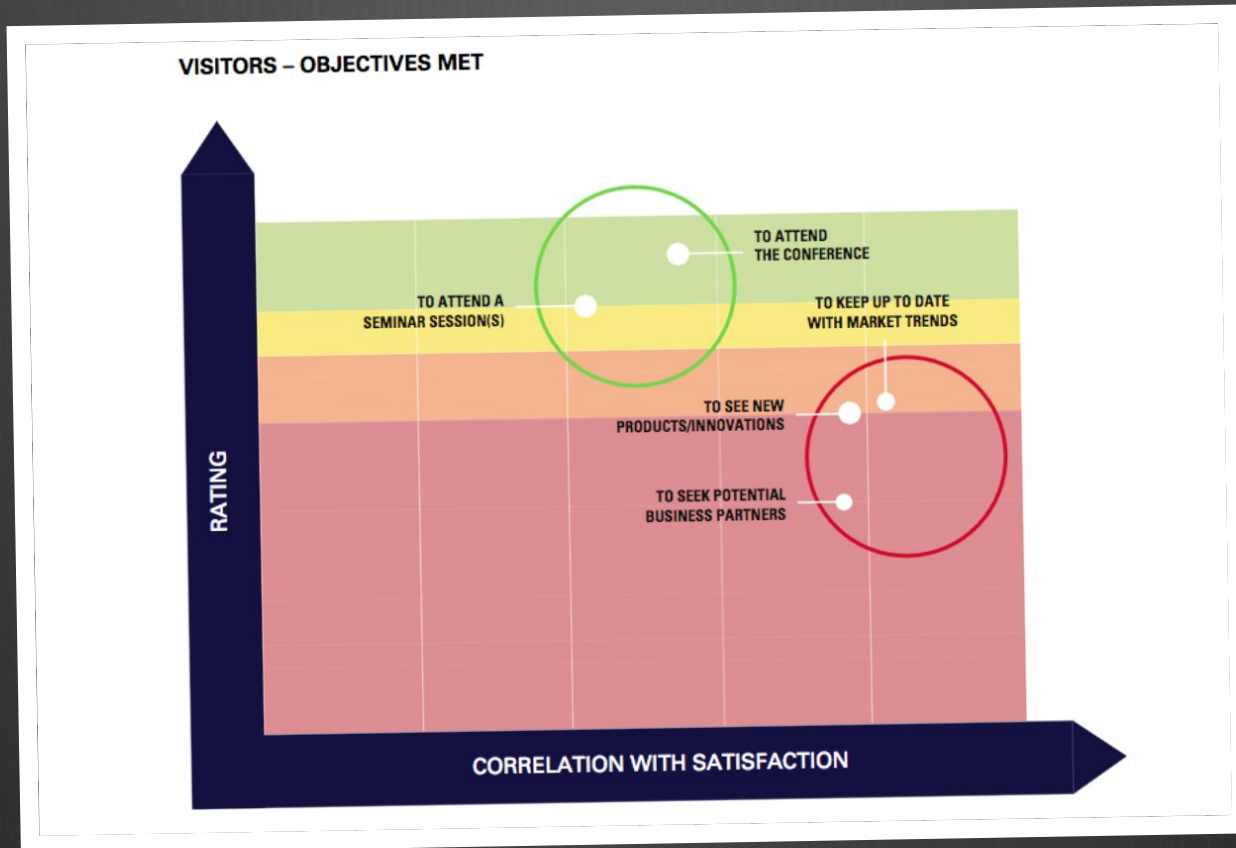 VISITORS – OBJECTIVES MET
TO ATTEND
THE CONFERENCE
TO ATTEND A
SEMINAR SESSION(S)
TO KEEP UP TO DATE
WITH MARKET TRENDS
TO SEE NEW
PRODUCTS/INNOVATIONS
TO SEEK POTENTIAL
BUSINESS PARTNERS
RATING
CORRELATION WITH SATISFACTION